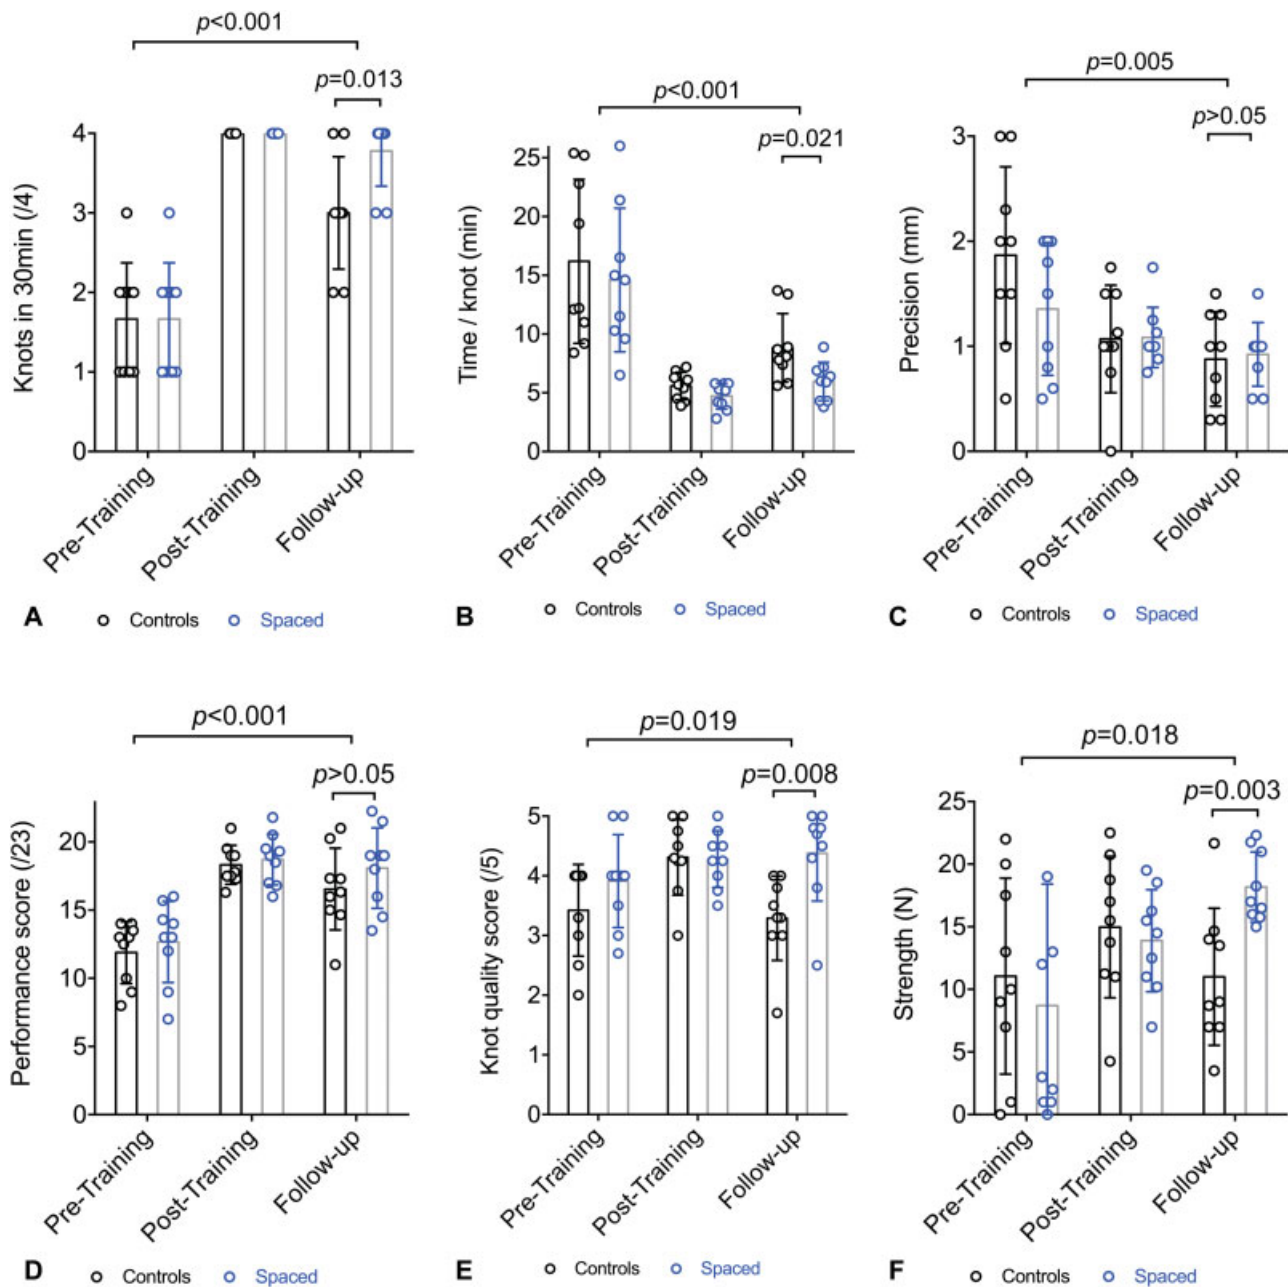 p<0.001
p=0.013
Knots in 30min (/4)
4
3
2
1
0
Pre-Training
Post-Training
Follow-up
A Controls Spaced
p<0.001
p=0.021
Time / knot (min)
25
20
15
10
5
0
Pre-Training
Post-Training
Follow-up
B Controls Spaced
p=0.005
p>0.05
Precision (mm)
3
2
1
0
Pre-Training
Post-Training
Follow-up
C Controls Spaced
p<0.001
p>0.05
Performance score (/23)
20
15
10
5
0
Pre-Training
Post-Training
Follow-up
D Controls Spaced
p=0.019
p=0.008
Knot quality score (/5)
5
4
3
2
1
0
Pre-Training
Post-Training
Follow-up
E Controls Spaced
p=0.018
p=0.003
Strength (N)
25
20
15
10
5
0
Pre-Training
Post-Training
Follow-up
F Controls Spaced